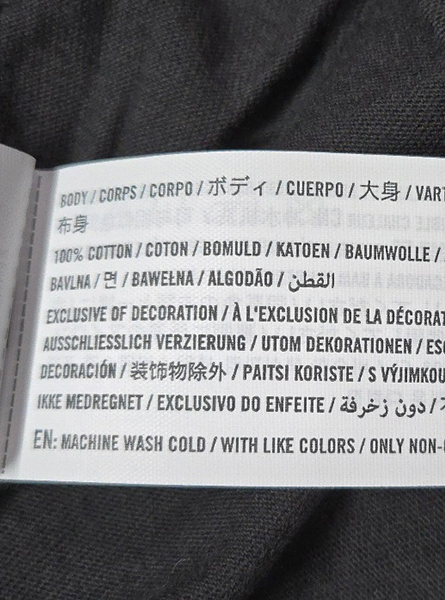 BODY / CORPS / CORPO / ボディ / CUERPO / 大身 / VART
布身
100% COTTON / COTON / BOMULD / KATOEN / BAUMWOLLE /
BAVLNA / 면 / BAWEŁNA / ALGODÃO / القطن
EXCLUSIVE OF DECORATION / À L'EXCLUSION DE LA DÉCORAT
AUSSCHLIESSLICH VERZIERUNG / UTOM DEKORATIONEN / ESC
DECORACIÓN / 装饰物除外 / PAITSI KORISTE / S VÝJIMKOU
IKKE MEDREGNET / EXCLUSIVO DO ENFEITE / دون زخرفة /
EN: MACHINE WASH COLD / WITH LIKE COLORS / ONLY NON-